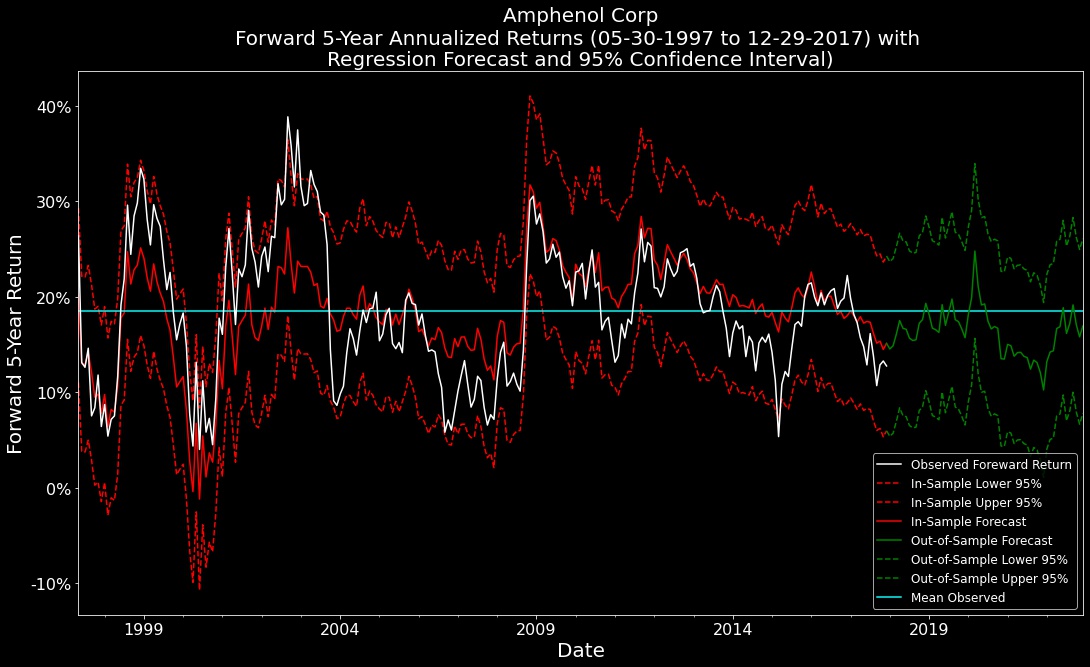 Amphenol Corp
Forward 5-Year Annualized Returns (05-30-1997 to 12-29-2017) with
Regression Forecast and 95% Confidence Interval)
Forward 5-Year Return
40%
30%
20%
10%
0%
-10%
Observed Foreward Return
In-Sample Lower 95%
In-Sample Upper 95%
In-Sample Forecast
Out-of-Sample Forecast
Out-of-Sample Lower 95%
Out-of-Sample Upper 95%
Mean Observed
1999
2004
2009
2014
2019
Date